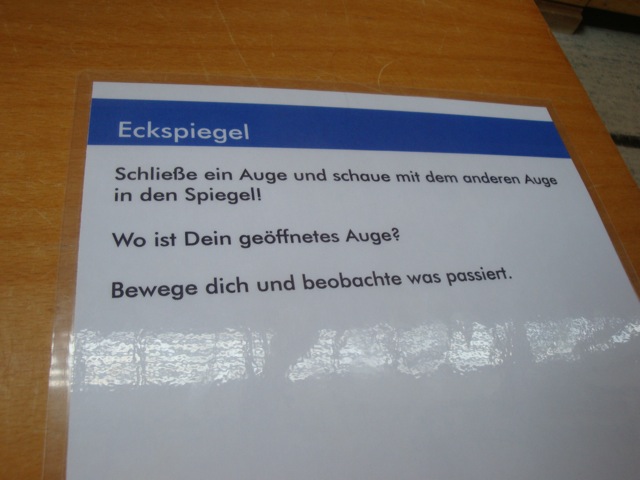 Eckspiegel
Schließe ein Auge und schaue mit dem anderen Auge
in den Spiegel!
Wo ist Dein geöffnetes Auge?
Bewege dich und beobachte was passiert.